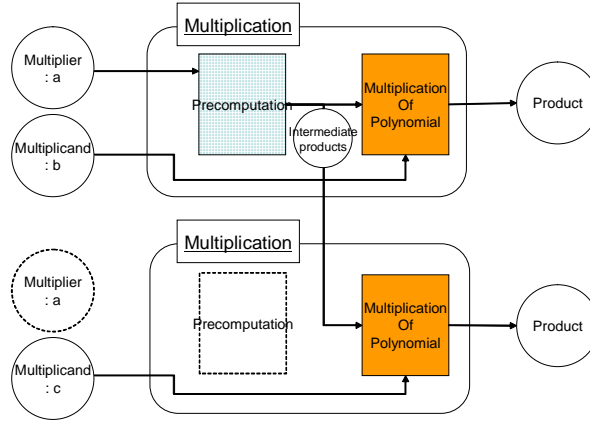 Multiplication
Multiplier
: a
Precomputation
Multiplication
Of
Polynomial
Product
Intermediate
products
Multiplicand
: b
Multiplication
Multiplier
: a
Precomputation
Multiplication
Of
Polynomial
Product
Multiplicand
: c